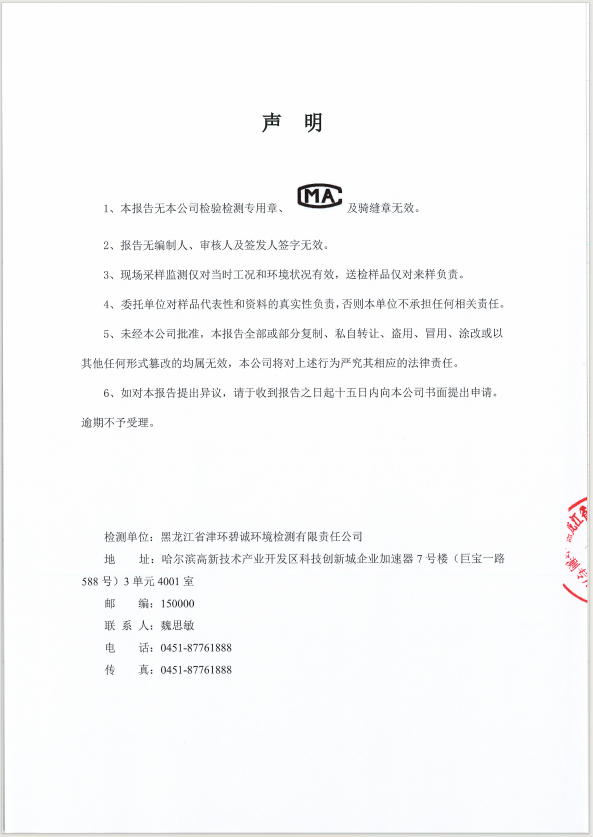 声 明
1、本报告无本公司检验检测专用章、 MA 及骑缝章无效。
2、报告无编制人、审核人及签发人签字无效。
3、现场采样监测仅对当时工况和环境状况有效，送检样品仅对来样负责。
4、委托单位对样品代表性和资料的真实性负责，否则本单位不承担任何相关责任。
5、未经本公司批准，本报告全部或部分复制、私自转让、盗用、冒用、涂改或以
其他任何形式篡改的均属无效，本公司将对上述行为严究其相应的法律责任。
6、如对本报告提出异议，请于收到报告之日起十五日内向本公司书面提出申请。
逾期不予受理。
检测单位：黑龙江省津环碧诚环境检测有限责任公司
地 址：哈尔滨高新技术产业开发区科技创新城企业加速器 7 号楼（巨宝一路
588 号）3 单元 4001 室
邮 编：150000
联 系 人：魏思敏
电 话：0451-87761888
传 真：0451-87761888
龙江省
测专用